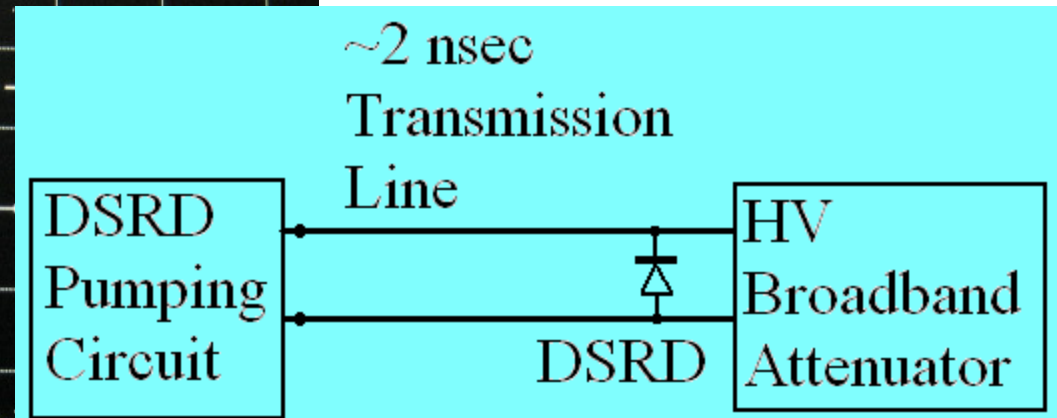 ~2 nsec
Transmission
Line
DSRD
Pumping
Circuit
DSRD
HV
Broadband
Attenuator